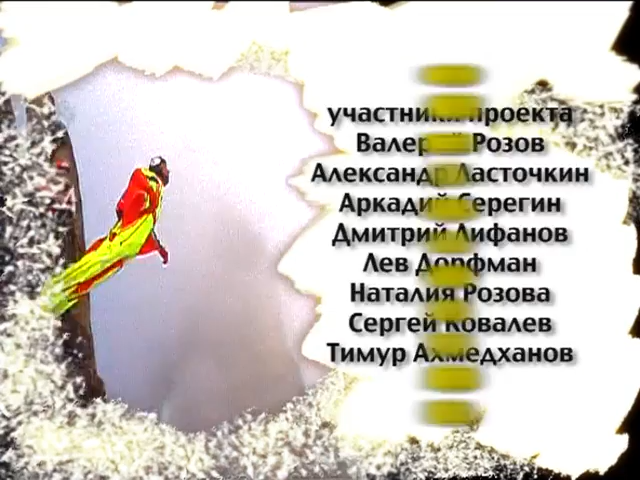 участники проекта
Валерий Розов
Александр Ласточкин
Аркадий Серегин
Дмитрий Лифанов
Лев Дорфман
Наталия Розова
Сергей Ковалев
Тимур Ахмедханов